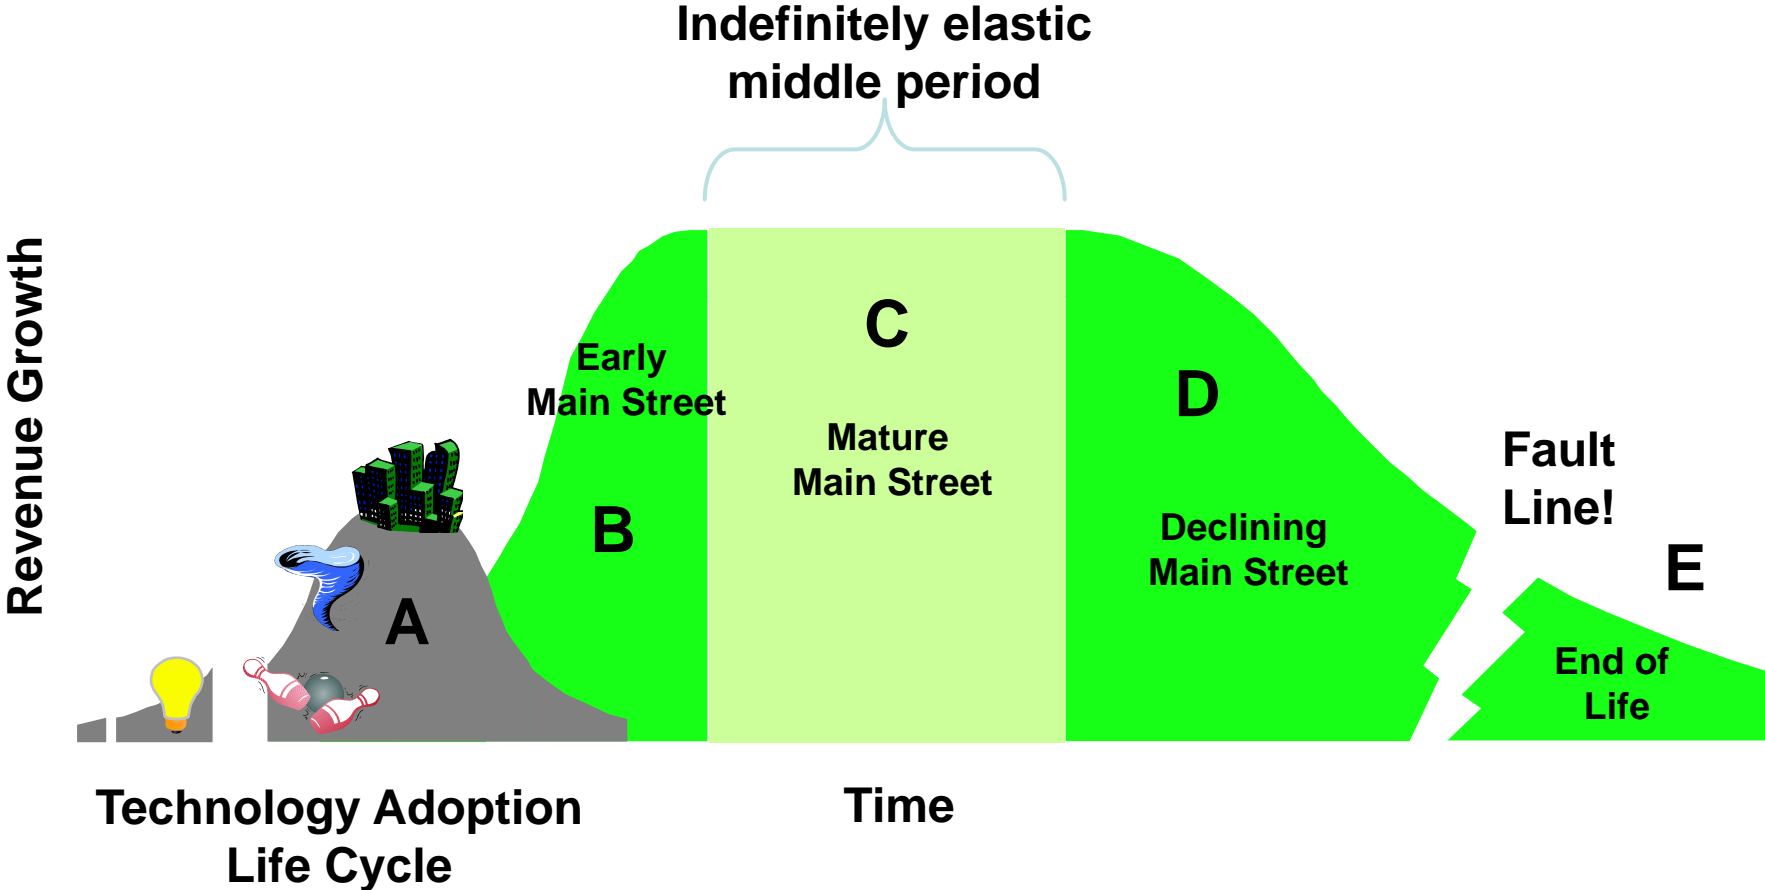 Indefinitely elastic
middle period
Revenue Growth
A
Early
Main Street
B
C
Mature
Main Street
D
Declining
Main Street
Fault
Line!
E
End of
Life
Technology Adoption
Life Cycle
Time